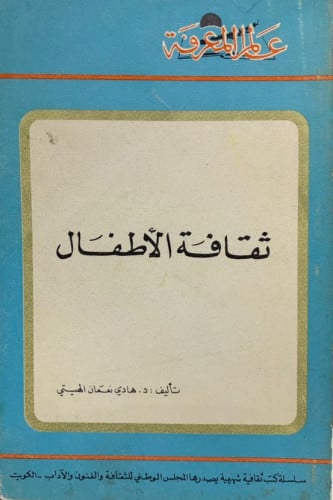 عالم المعرفة
ثقافة الأطفال
تأليف : د. هادي نعمان الهيتي
سلسلة كتب ثقافية شهرية يصدرها المجلس الوطني للثقافة والفنون والآداب - الكويت